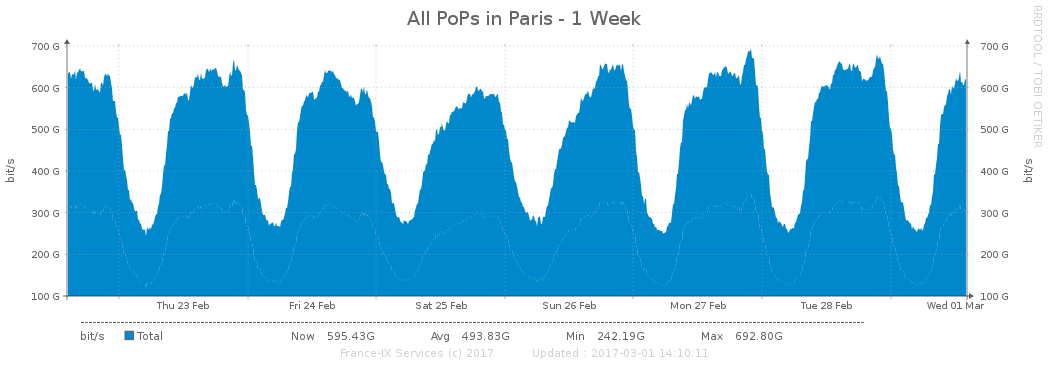 All PoPs in Paris - 1 Week
RRDTOOL / TOBI OETIKER
700 G 700 G
600 G 600 G
500 G 500 G
400 G 400 G
300 G 300 G
200 G 200 G
100 G 100 G
bit/s bit/s
Thu 23 Feb Fri 24 Feb Sat 25 Feb Sun 26 Feb Mon 27 Feb Tue 28 Feb Wed 01 Mar
bit/s Total Now 595.43G Avg 493.83G Min 242.19G Max 692.80G
France-IX Services (c) 2017 Updated : 2017-03-01 14:10:11